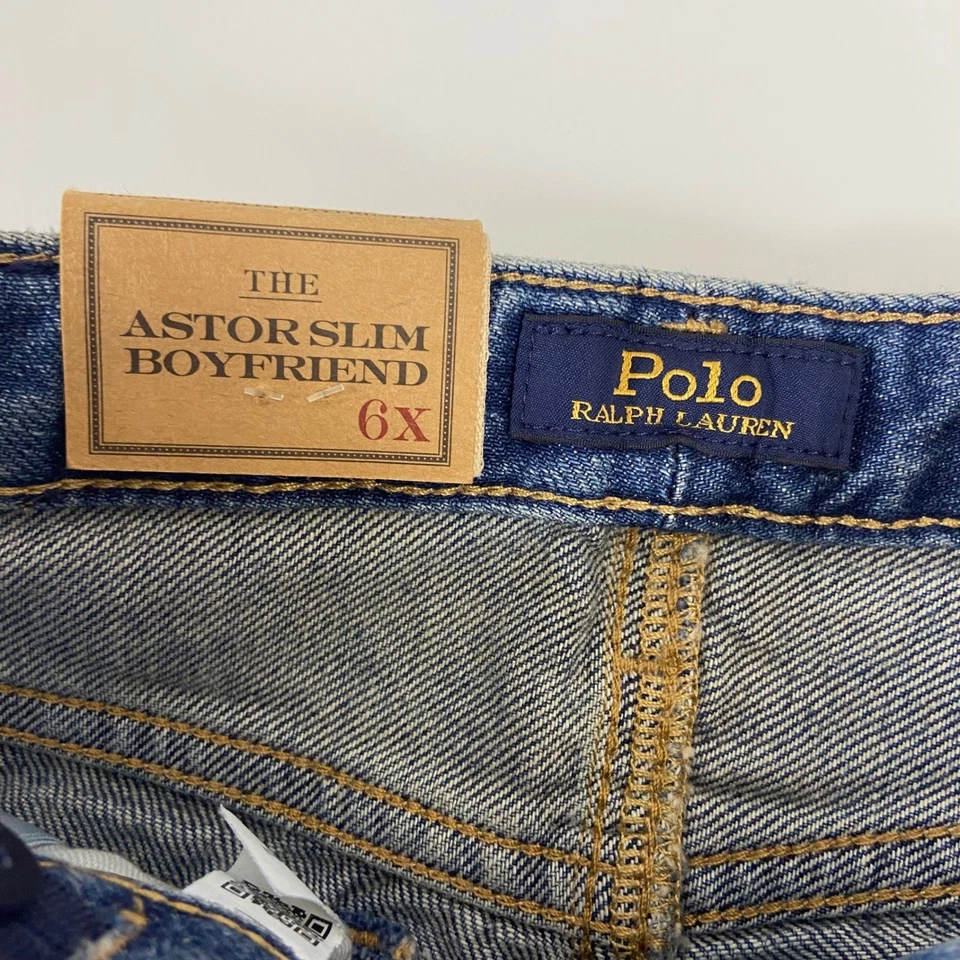 THE
ASTOR SLIM
BOYFRIEND
6X
Polo
RALPH LAUREN